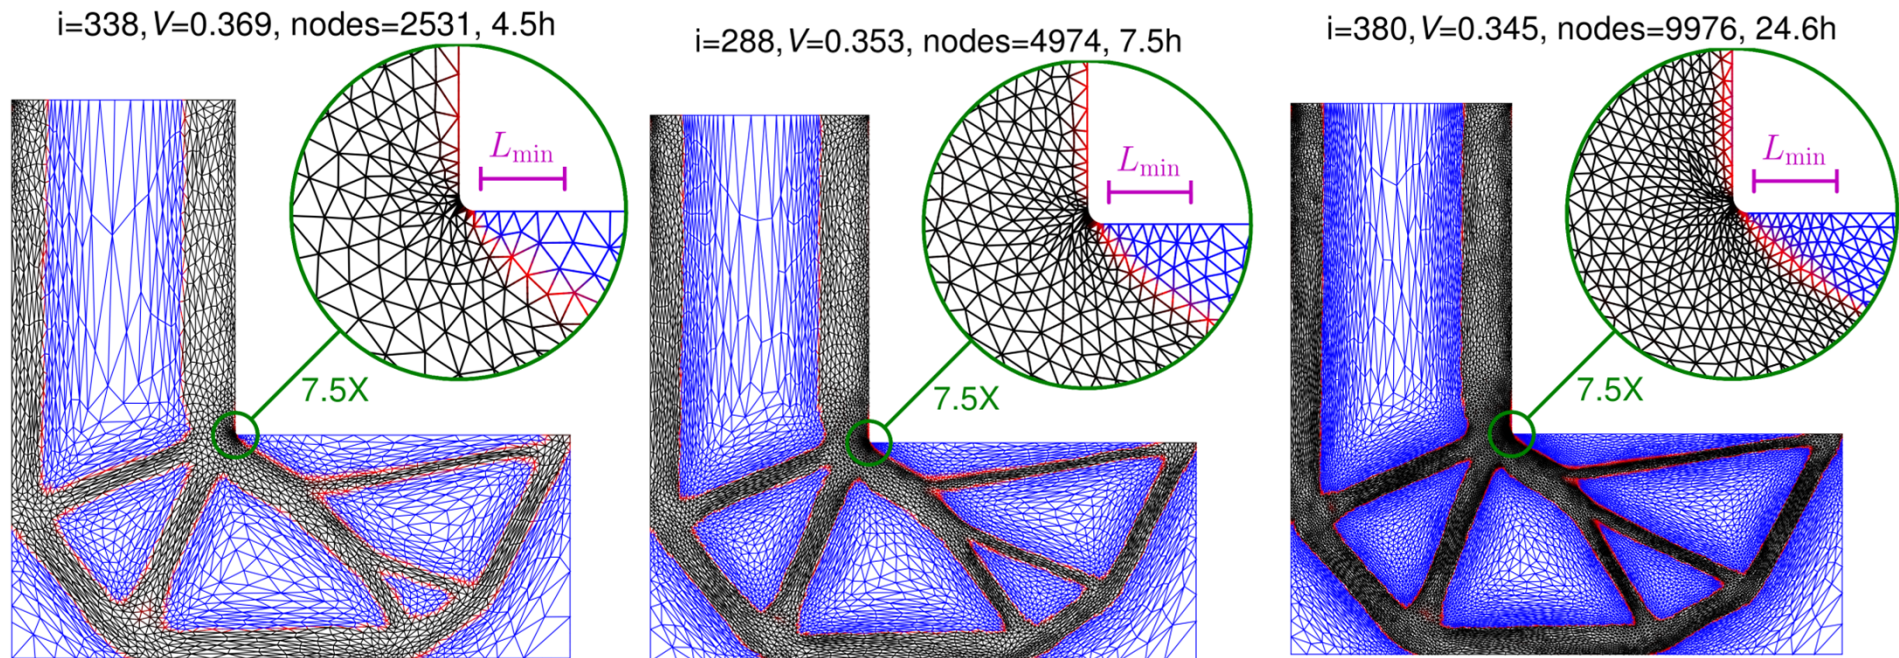 i=338, V=0.369, nodes=2531, 4.5h
L_min
7.5X
i=288, V=0.353, nodes=4974, 7.5h
L_min
7.5X
i=380, V=0.345, nodes=9976, 24.6h
L_min
7.5X